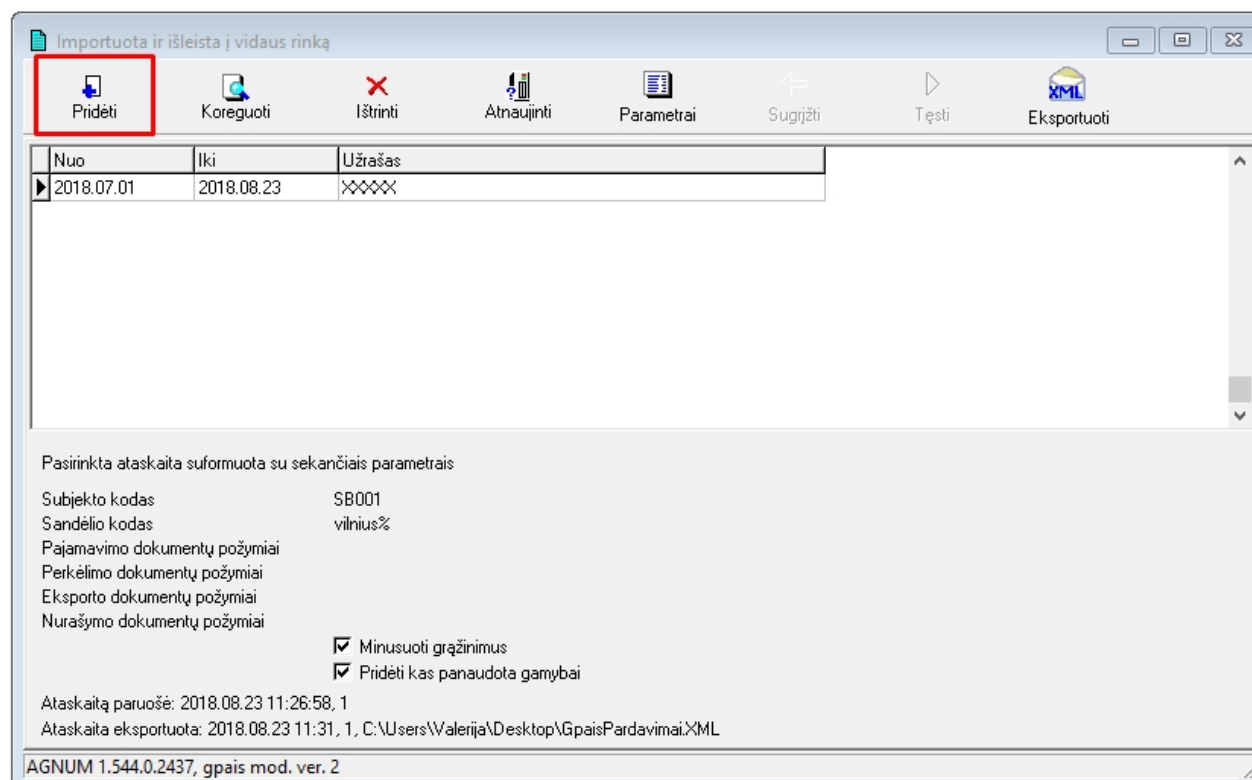 Importuota ir išleista į vidaus rinką
Pridėti Koreguoti Ištrinti Atnaujinti Parametrai Sugrįžti Tęsti XML Eksportuoti
Nuo Iki Užrašas
2018.07.01 2018.08.23 XXXXX
Pasirinkta ataskaita suformuota su sekančiais parametrais
Subjekto kodas SB001
Sandėlio kodas vilnius%
Pajamavimo dokumentų požymiai
Perkėlimo dokumentų požymiai
Eksporto dokumentų požymiai
Nurašymo dokumentų požymiai
Minusuoti grąžinimus
Pridėti kas panaudota gamybai
Ataskaitą paruošė: 2018.08.23 11:26:58, 1
Ataskaita eksportuota: 2018.08.23 11:31, 1, C:\Users\Valerija\Desktop\GpaisPardavimai.XML
AGNUM 1.544.0.2437, gpais mod. ver. 2